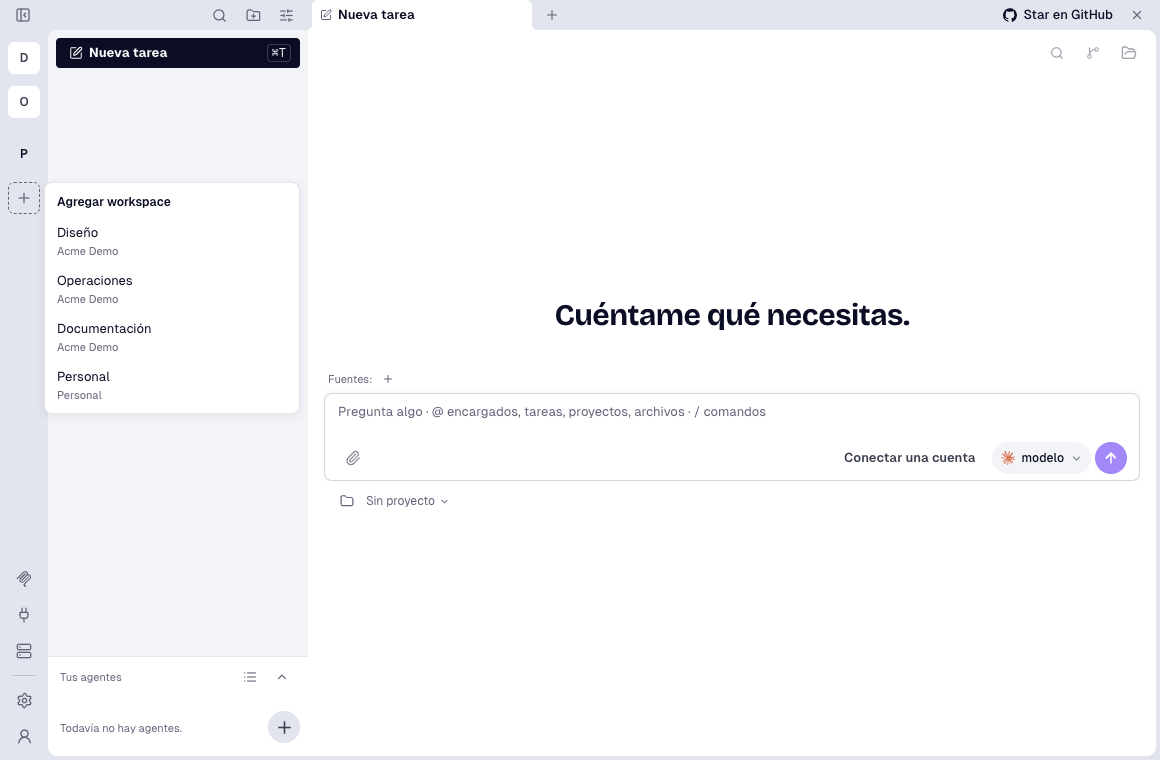 Nueva tarea
Star en GitHub
D
Nueva tarea
⌘T
O
P
Agregar workspace
Diseño
Acme Demo
Operaciones
Acme Demo
Documentación
Acme Demo
Personal
Personal
Cuéntame qué necesitas.
Fuentes:
Pregunta algo · @ encargados, tareas, proyectos, archivos · / comandos
Conectar una cuenta
modelo
Sin proyecto
Tus agentes
Todavía no hay agentes.